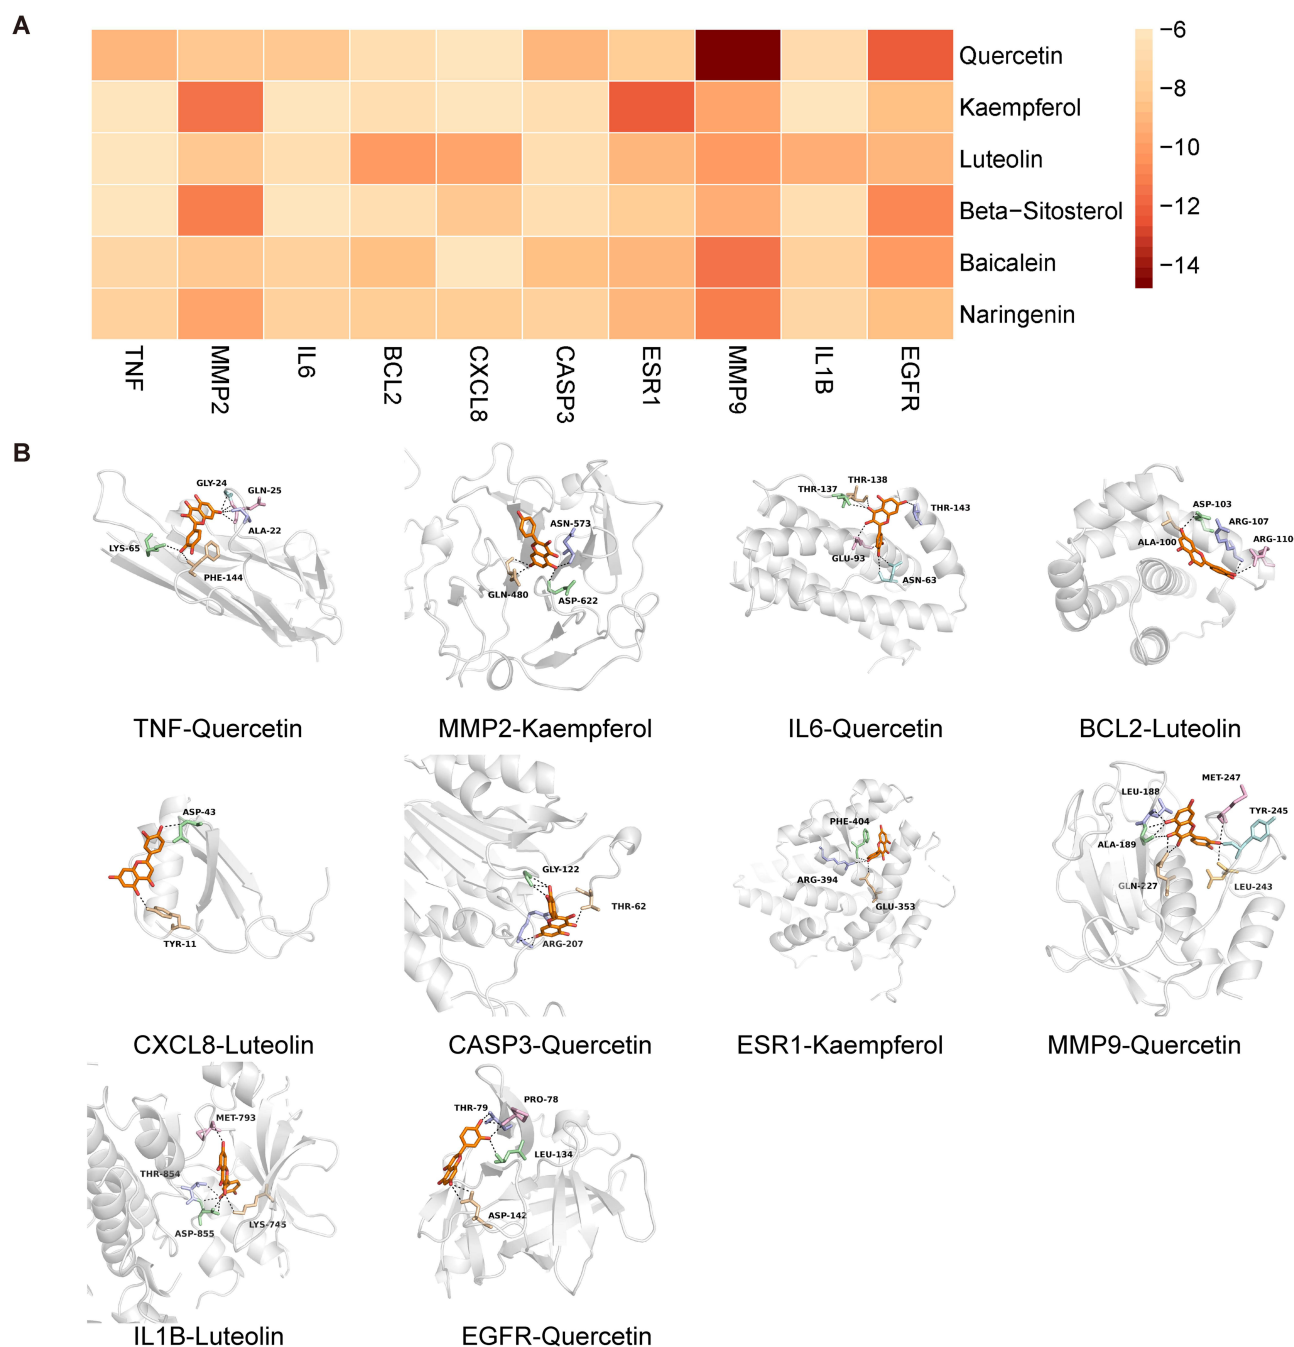 A
Quercetin
Kaempferol
Luteolin
Beta−Sitosterol
Baicalein
Naringenin
−6
−8
−10
−12
−14
TNF
MMP2
IL6
BCL2
CXCL8
CASP3
ESR1
MMP9
IL1B
EGFR
B
GLY-24
GLN-25
ALA-22
LYS-65
PHE-144
TNF-Quercetin
ASN-573
GLN-480
ASP-622
MMP2-Kaempferol
THR-138
THR-137
THR-143
GLU-93
ASN-63
IL6-Quercetin
ASP-103
ARG-107
ALA-100
ARG-110
BCL2-Luteolin
ASP-43
TYR-11
CXCL8-Luteolin
GLY-122
THR-62
ARG-207
CASP3-Quercetin
PHE-404
ARG-394
GLU-353
ESR1-Kaempferol
MET-247
LEU-188
TYR-245
ALA-189
GLN-227
LEU-243
MMP9-Quercetin
MET-793
THR-854
LYS-745
ASP-855
IL1B-Luteolin
PRO-78
THR-79
LEU-134
ASP-142
EGFR-Quercetin